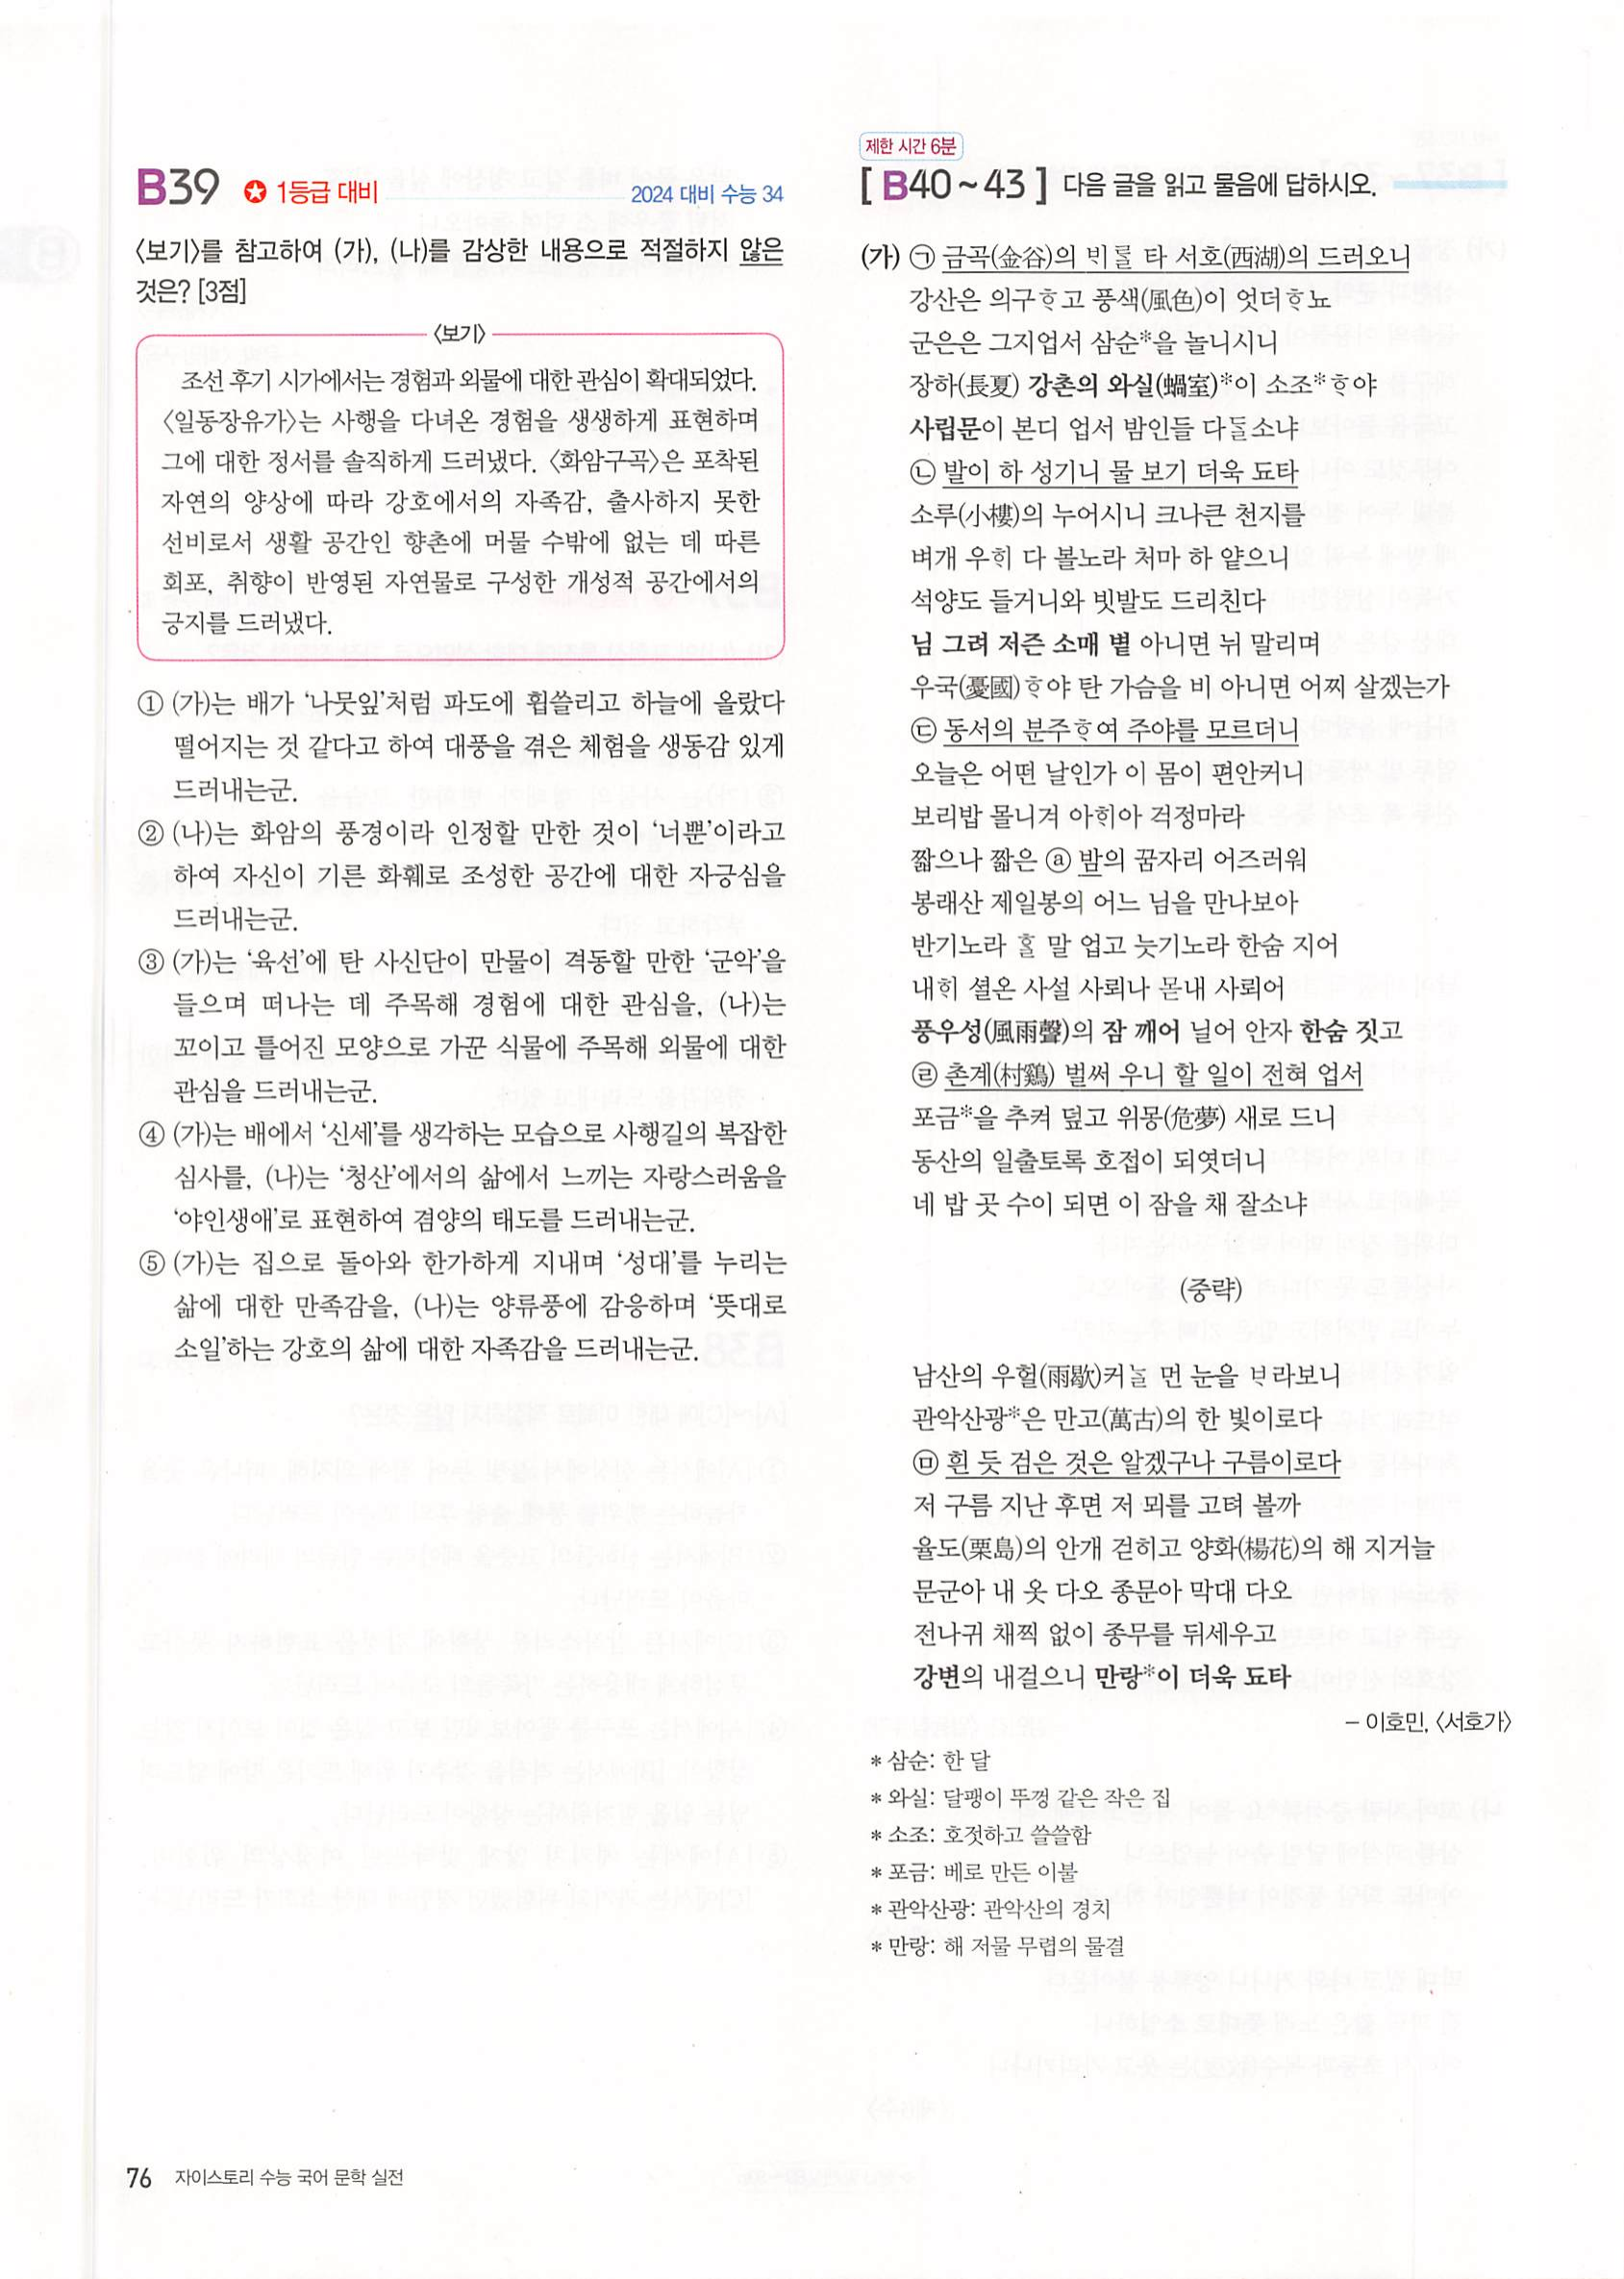 B39 1등급 대비 2024 대비 수능 34
〈보기〉를 참고하여 (가), (나)를 감상한 내용으로 적절하지 않은
것은? [3점]
〈보기〉
조선 후기 시가에서는 경험과 외물에 대한 관심이 확대되었다.
〈일동장유가〉는 사행을 다녀온 경험을 생생하게 표현하며
그에 대한 정서를 솔직하게 드러냈다. 〈화암구곡〉은 포착된
자연의 양상에 따라 강호에서의 자족감, 출사하지 못한
선비로서 생활 공간인 향촌에 머물 수밖에 없는 데 따른
회포, 취향이 반영된 자연물로 구성한 개성적 공간에서의
긍지를 드러냈다.
① (가)는 배가 ‘나뭇잎’처럼 파도에 휩쓸리고 하늘에 올랐다
떨어지는 것 같다고 하여 대풍을 겪은 체험을 생동감 있게
드러내는군.
② (나)는 화암의 풍경이라 인정할 만한 것이 ‘너뿐’이라고
하여 자신이 기른 화훼로 조성한 공간에 대한 자긍심을
드러내는군.
③ (가)는 ‘육선’에 탄 사신단이 만물이 격동할 만한 ‘군악’을
들으며 떠나는 데 주목해 경험에 대한 관심을, (나)는
꼬이고 틀어진 모양으로 가꾼 식물에 주목해 외물에 대한
관심을 드러내는군.
④ (가)는 배에서 ‘신세’를 생각하는 모습으로 사행길의 복잡한
심사를, (나)는 ‘청산’에서의 삶에서 느끼는 자랑스러움을
‘야인생애’로 표현하여 겸양의 태도를 드러내는군.
⑤ (가)는 집으로 돌아와 한가하게 지내며 ‘성대’를 누리는
삶에 대한 만족감을, (나)는 양류풍에 감응하며 ‘뜻대로
소일’하는 강호의 삶에 대한 자족감을 드러내는군.
76 자이스토리 수능 국어 문학 실전
제한 시간 6분
[ B40 ~ 43 ] 다음 글을 읽고 물음에 답하시오.
(가) ㉠ 금곡(金谷)의 ᄇᆡ를 타 서호(西湖)의 드러오니
강산은 의구ᄒᆞ고 풍색(風色)이 엇더ᄒᆞ뇨
군은은 그지업서 삼순*을 놀니시니
장하(長夏) 강촌의 와실(蝸室)*이 소조*ᄒᆞ야
사립문이 본디 업서 밤인들 다ᄃᆞᆯ소냐
㉡ 발이 하 성기니 물 보기 더욱 됴타
소루(小樓)의 누어시니 크나큰 천지를
벼개 우ᄒᆡ 다 볼노라 처마 하 얕으니
석양도 들거니와 빗발도 드리친다
님 그려 저즌 소매 볕 아니면 뉘 말리며
우국(憂國)ᄒᆞ야 탄 가슴을 비 아니면 어찌 살겠는가
㉢ 동서의 분주ᄒᆞ여 주야를 모르더니
오늘은 어떤 날인가 이 몸이 편안커니
보리밥 몰니겨 아ᄒᆡ아 걱정마라
짧으나 짧은 ⓐ 밤의 꿈자리 어즈러워
봉래산 제일봉의 어느 님을 만나보아
반기노라 ᄒᆞᆯ 말 업고 늣기노라 한숨 지어
내ᄒᆡ 셜온 사설 사뢰나 몯내 사뢰어
풍우성(風雨聲)의 잠 깨어 닐어 안자 한숨 짓고
㉣ 촌계(村鷄) 벌써 우니 할 일이 전혀 업서
포금*을 추켜 덮고 위몽(危夢) 새로 드니
동산의 일출토록 호접이 되엿더니
네 밥 곳 수이 되면 이 잠을 채 잘소냐
(중략)
남산의 우헐(雨歇)커ᄂᆞᆯ 먼 눈을 ᄇᆞ라보니
관악산광*은 만고(萬古)의 한 빛이로다
㉤ 흰 듯 검은 것은 알겠구나 구름이로다
저 구름 지난 후면 저 뫼를 고텨 볼까
율도(栗島)의 안개 걷히고 양화(楊花)의 해 지거늘
문군아 내 옷 다오 종문아 막대 다오
전나귀 채찍 없이 종무를 뒤세우고
강변의 내걸으니 만랑*이 더욱 됴타
– 이호민, 〈서호가〉
* 삼순: 한 달
* 와실: 달팽이 뚜껑 같은 작은 집
* 소조: 호젓하고 쓸쓸함
* 포금: 베로 만든 이불
* 관악산광: 관악산의 경치
* 만랑: 해 저물 무렵의 물결